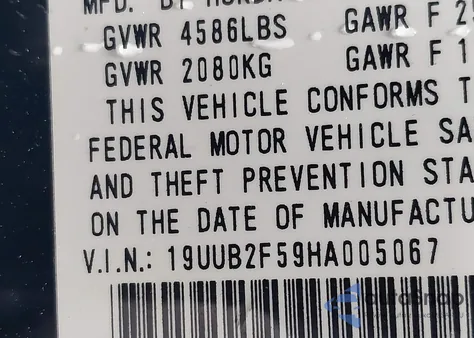 MFD. BY HONDA
GVWR 4586LBS GAWR F 2
GVWR 2080KG GAWR F 1
THIS VEHICLE CONFORMS T
FEDERAL MOTOR VEHICLE SA
AND THEFT PREVENTION STA
ON THE DATE OF MANUFACTU
V.I.N.: 19UUB2F59HA005067
AutoSnap